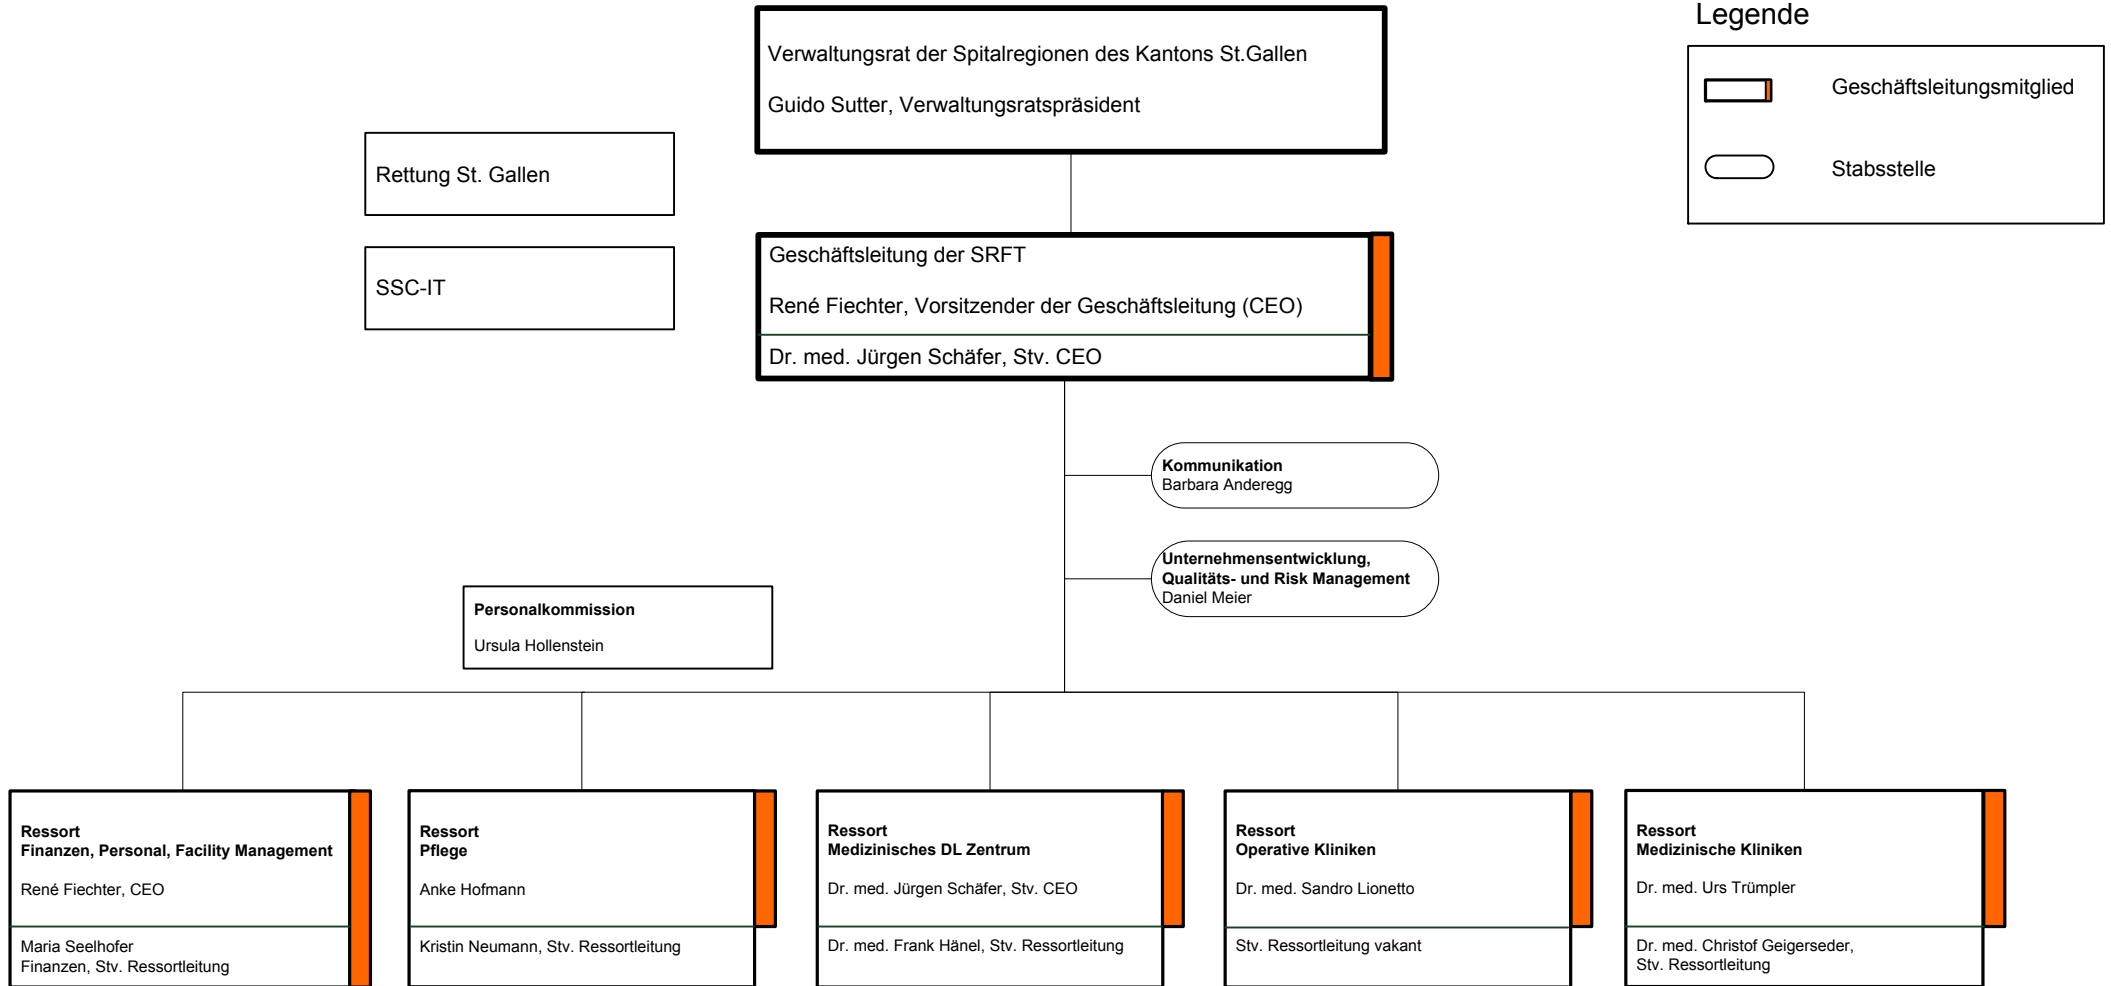 Legende
Verwaltungsrat der Spitalregionen des Kantons St.Gallen
Guido Sutter, Verwaltungsratspräsident
Geschäftsleitungsmitglied
Stabsstelle
Rettung St. Gallen
SSC-IT
Geschäftsleitung der SRFT
René Fiechter, Vorsitzender der Geschäftsleitung (CEO)
Dr. med. Jürgen Schäfer, Stv. CEO
Kommunikation
Barbara Anderegg
Unternehmensentwicklung,
Qualitäts- und Risk Management
Daniel Meier
Personalkommission
Ursula Hollenstein
Ressort
Finanzen, Personal, Facility Management
René Fiechter, CEO
Maria Seelhofer
Finanzen, Stv. Ressortleitung
Ressort
Pflege
Anke Hofmann
Kristin Neumann, Stv. Ressortleitung
Ressort
Medizinisches DL Zentrum
Dr. med. Jürgen Schäfer, Stv. CEO
Dr. med. Frank Hänel, Stv. Ressortleitung
Ressort
Operative Kliniken
Dr. med. Sandro Lionetto
Stv. Ressortleitung vakant
Ressort
Medizinische Kliniken
Dr. med. Urs Trümpler
Dr. med. Christof Geigerseder,
Stv. Ressortleitung